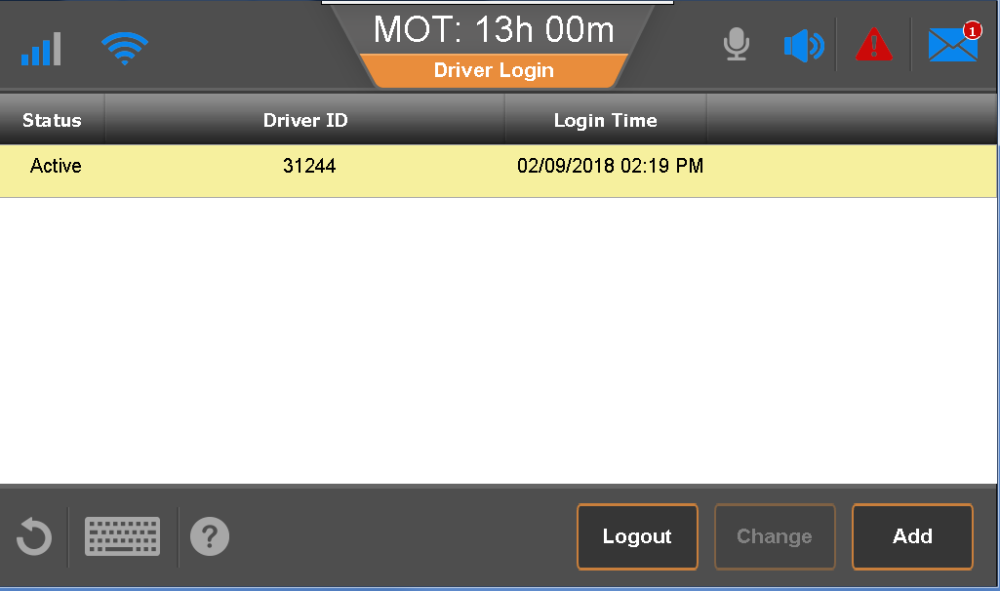 MOT: 13h 00m
1
Driver Login
Status Driver ID Login Time
Active 31244 02/09/2018 02:19 PM
? Logout Change Add